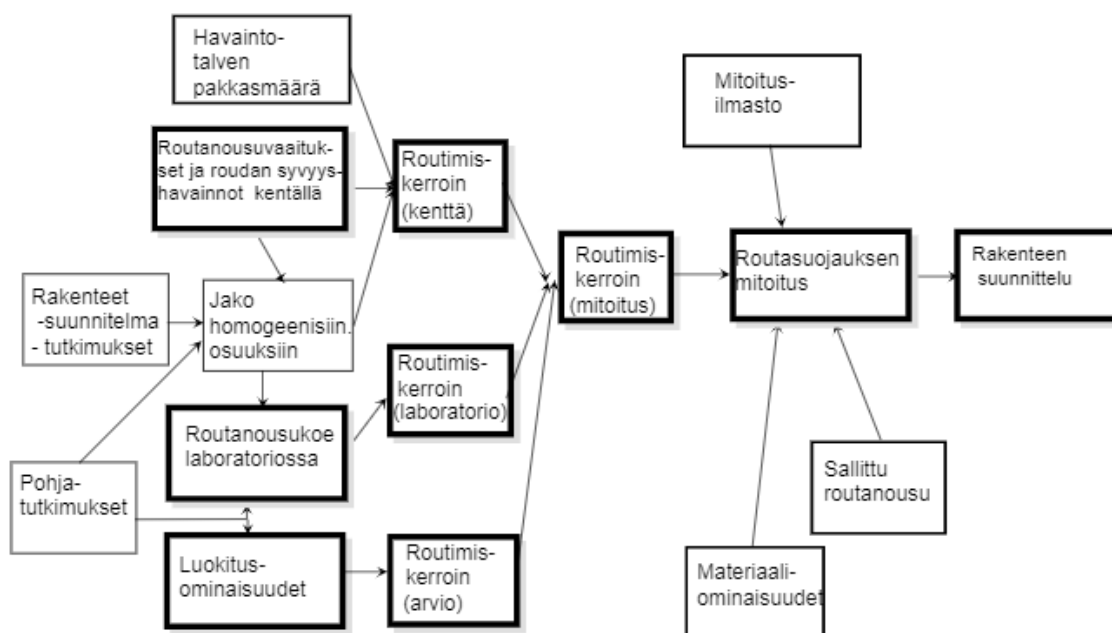 Havainto-
talven
pakkasmäärä
Routanousuvaaituk-
kset ja roudan syvyys-
havainnot kentällä
Rakenteet
-suunnitelma
- tutkimukset
Jako
homogeenisiin.
osuuksiin
Pohja-
tutkimukset
Routanousukoe
laboratoriossa
Luokitus-
ominaisuudet
Routimis-
kerroin
(kenttä)
Routimis-
kerroin
(laboratorio)
Routimis-
kerroin
(arvio)
Routimis-
kerroin
(mitoitus)
Mitoitus-
ilmasto
Routasuojauksen
mitoitus
Sallittu
routanousu
Materiaali-
ominaisuudet
Rakenteen
suunnittelu